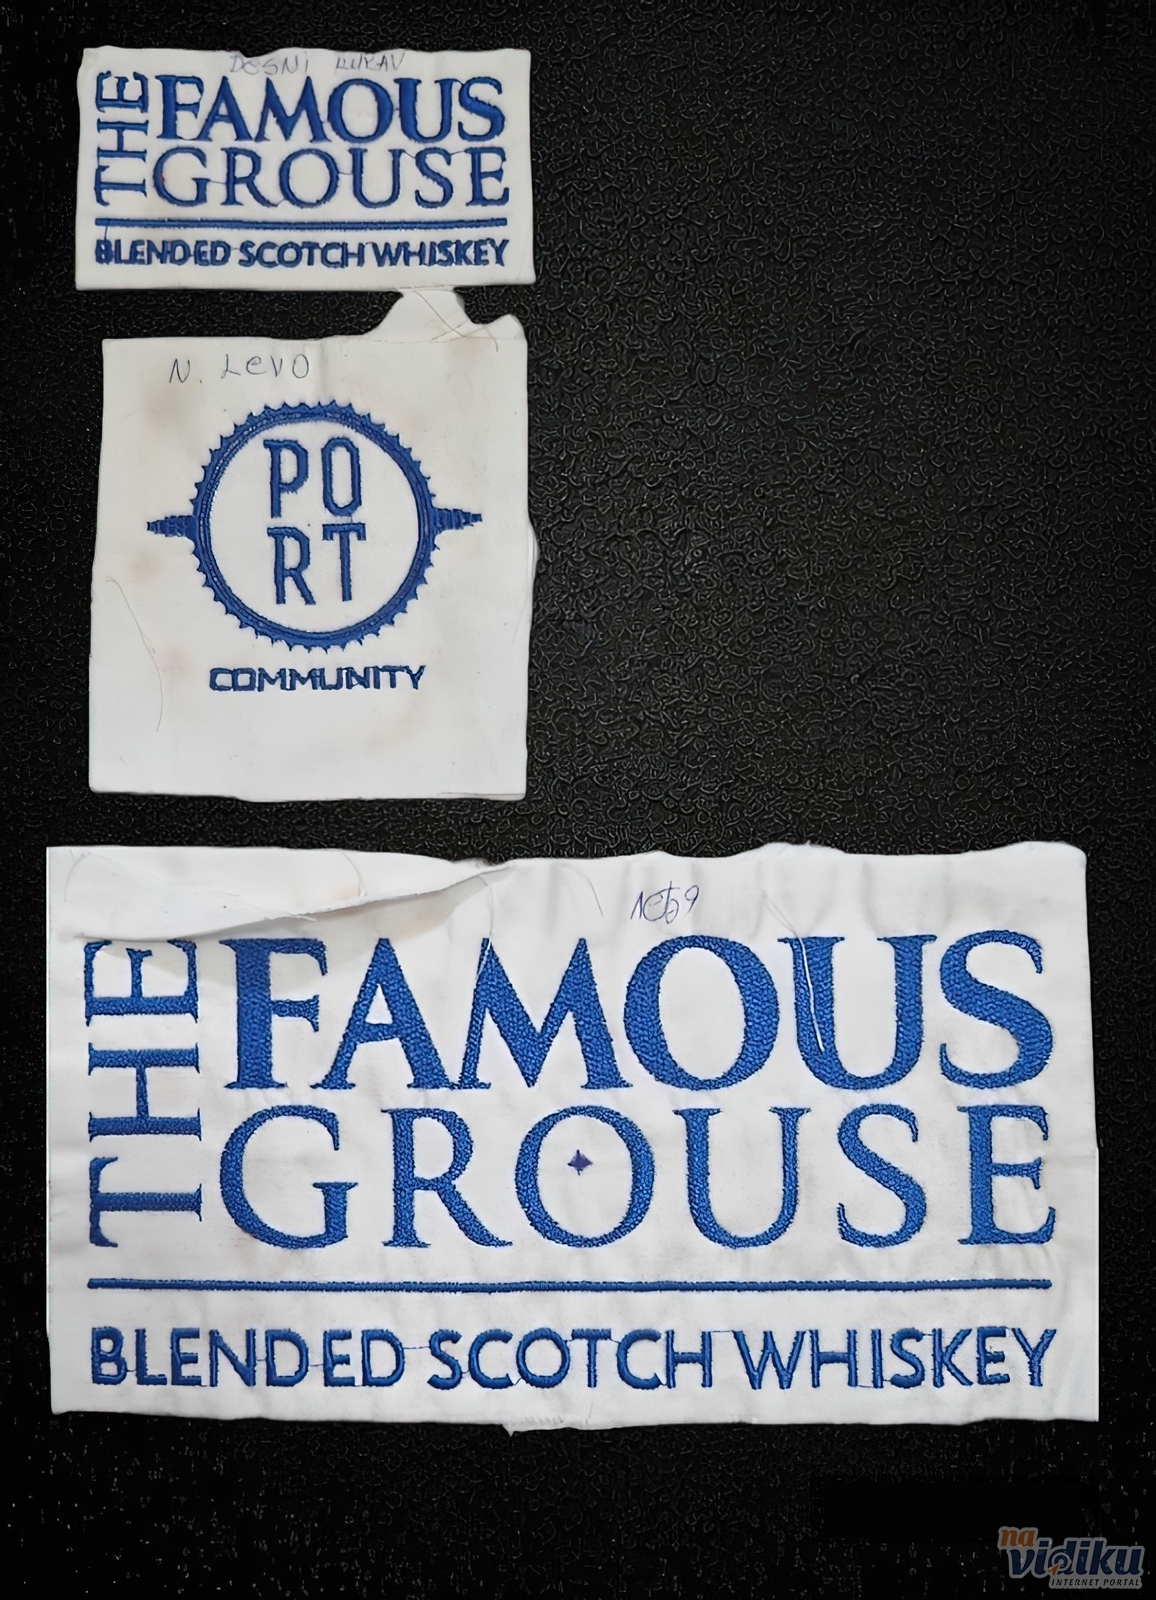 DESNI RUKAV
THE FAMOUS
GROUSE
BLENDED SCOTCH WHISKEY
N. LEVO
PO
RT
COMMUNITY
THE FAMOUS
GROUSE
BLENDED SCOTCH WHISKEY
na
vidiku
INTERNET PORTAL